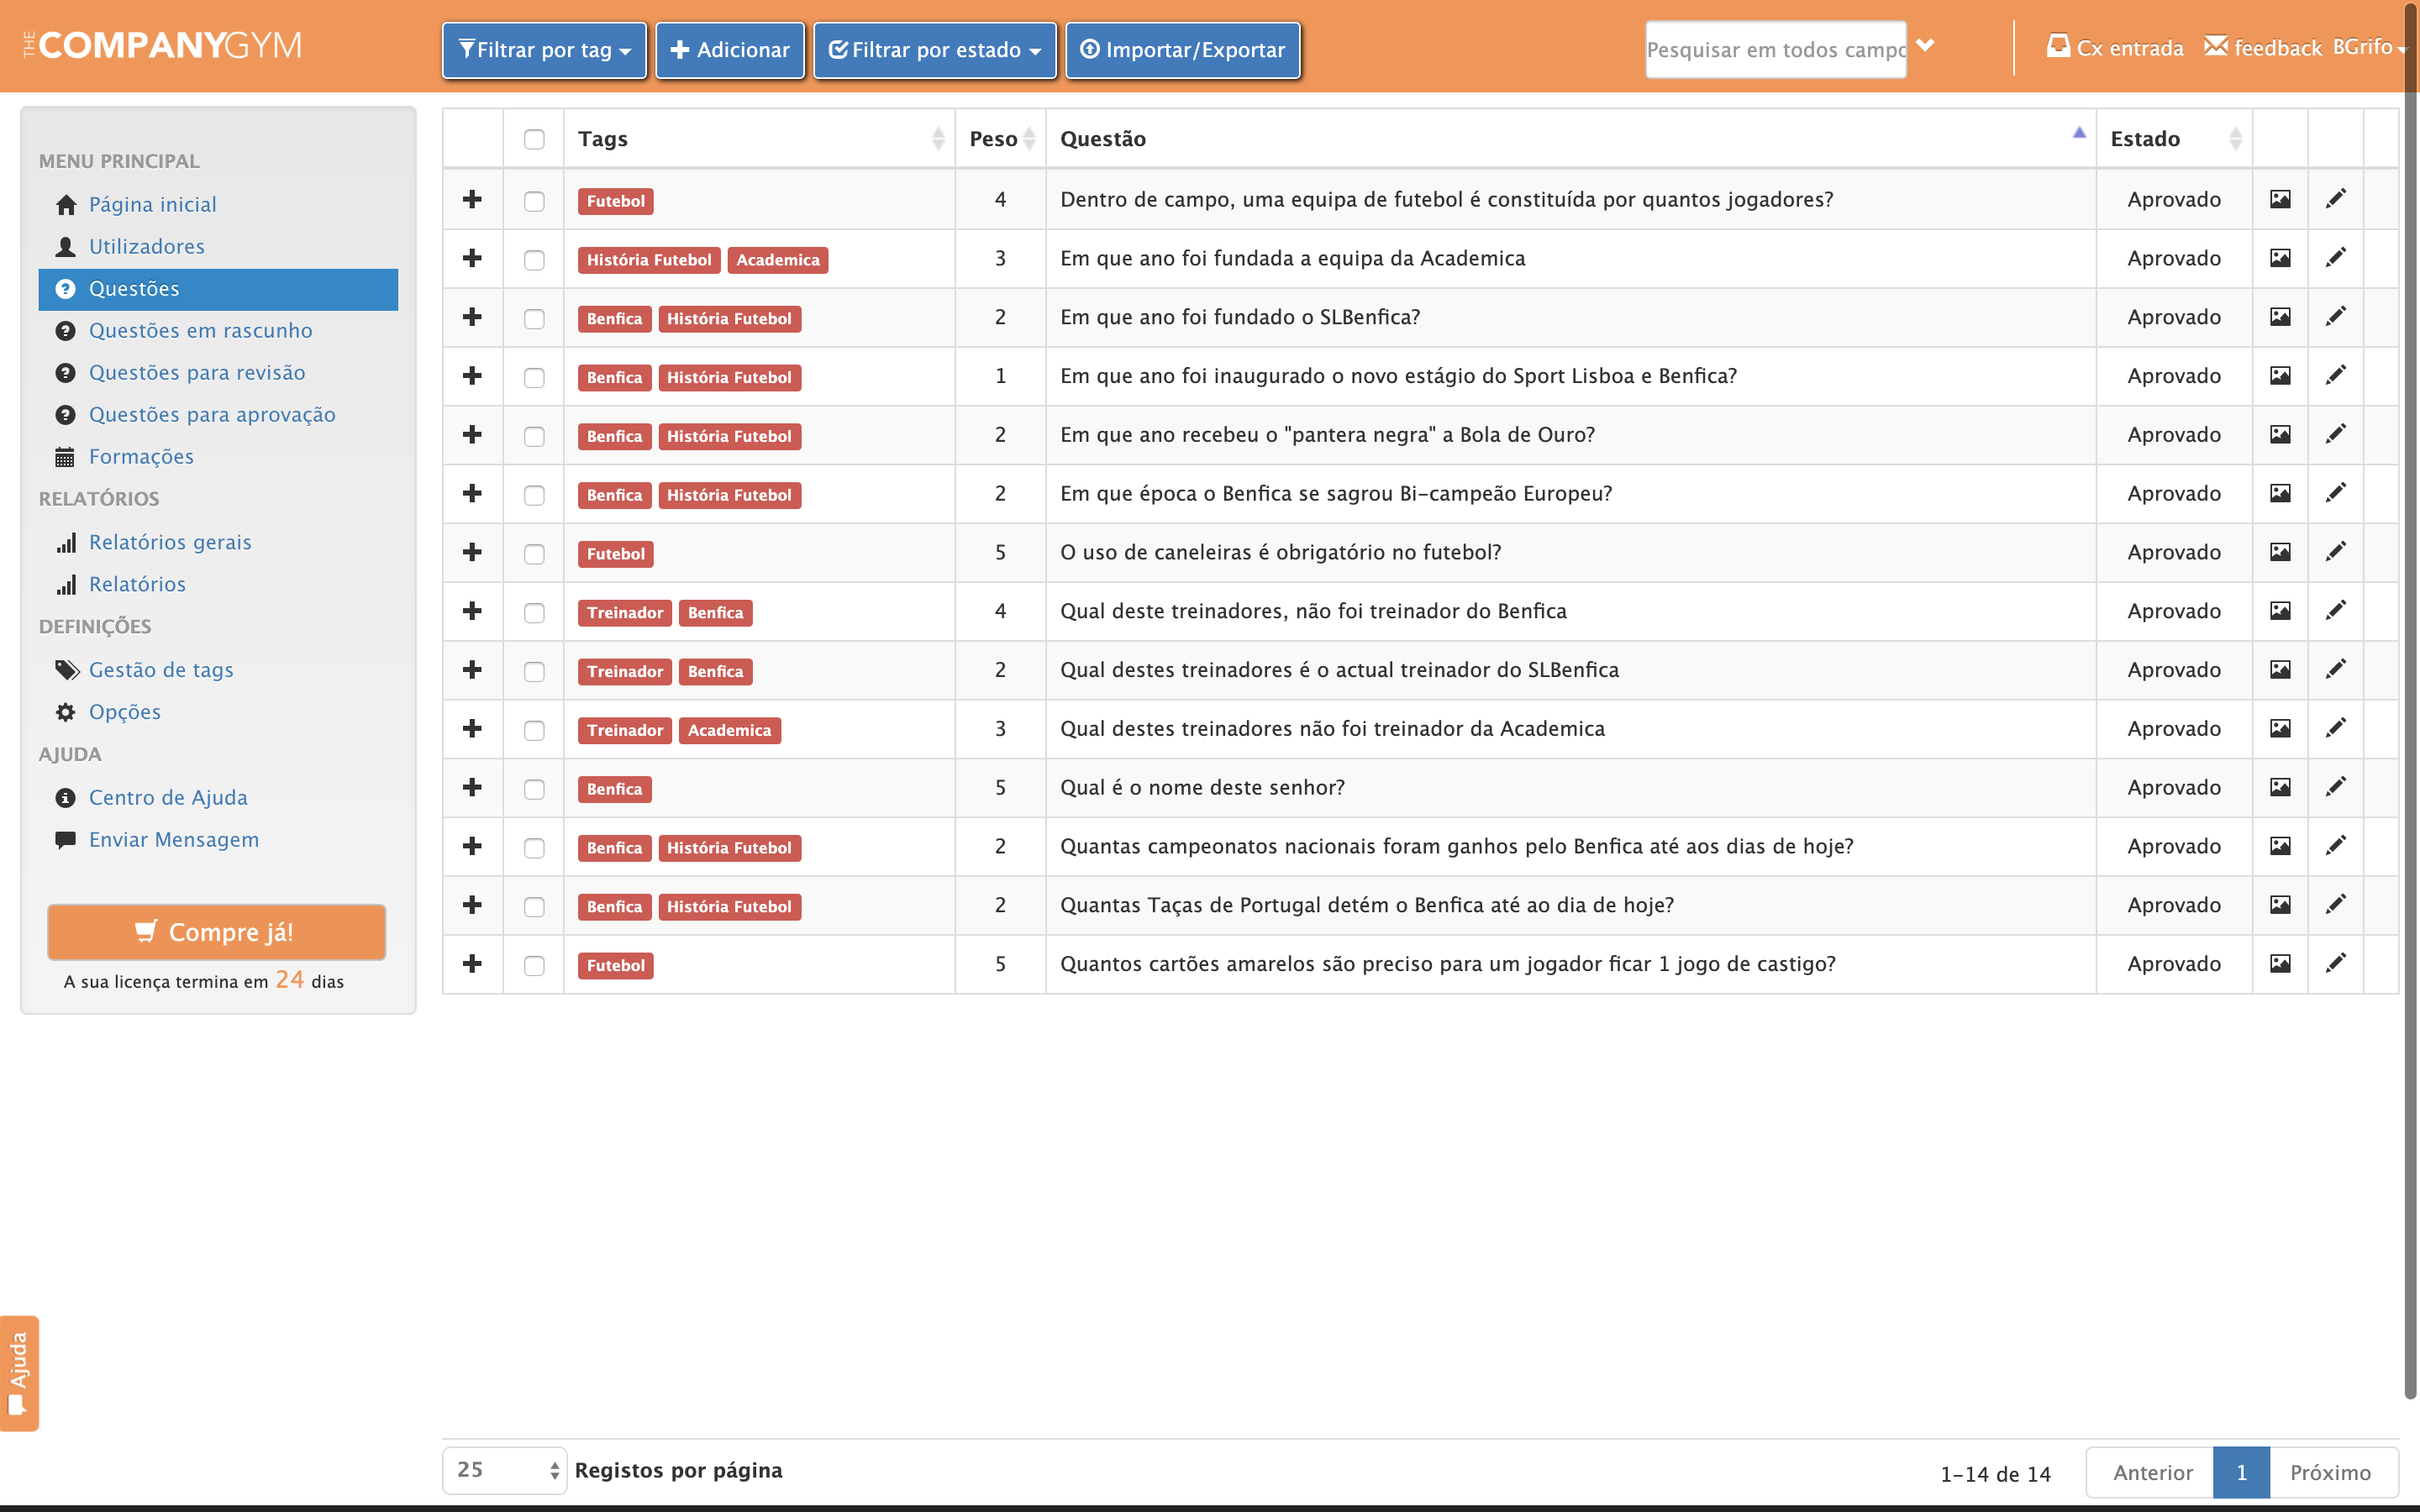 THE COMPANYGYM
Filtrar por tag
Adicionar
Filtrar por estado
Importar/Exportar
Pesquisar em todos campo
Cx entrada
feedback
BGrifo
MENU PRINCIPAL
Página inicial
Utilizadores
Questões
Questões em rascunho
Questões para revisão
Questões para aprovação
Formações
RELATÓRIOS
Relatórios gerais
Relatórios
DEFINIÇÕES
Gestão de tags
Opções
AJUDA
Centro de Ajuda
Enviar Mensagem
Compre já!
A sua licença termina em 24 dias
Tags Peso Questão Estado
Futebol 4 Dentro de campo, uma equipa de futebol é constituída por quantos jogadores? Aprovado
História Futebol Academica 3 Em que ano foi fundada a equipa da Academica Aprovado
Benfica História Futebol 2 Em que ano foi fundado o SLBenfica? Aprovado
Benfica História Futebol 1 Em que ano foi inaugurado o novo estágio do Sport Lisboa e Benfica? Aprovado
Benfica História Futebol 2 Em que ano recebeu o "pantera negra" a Bola de Ouro? Aprovado
Benfica História Futebol 2 Em que época o Benfica se sagrou Bi-campeão Europeu? Aprovado
Futebol 5 O uso de caneleiras é obrigatório no futebol? Aprovado
Treinador Benfica 4 Qual deste treinadores, não foi treinador do Benfica Aprovado
Treinador Benfica 2 Qual destes treinadores é o actual treinador do SLBenfica Aprovado
Treinador Academica 3 Qual destes treinadores não foi treinador da Academica Aprovado
Benfica 5 Qual é o nome deste senhor? Aprovado
Benfica História Futebol 2 Quantas campeonatos nacionais foram ganhos pelo Benfica até aos dias de hoje? Aprovado
Benfica História Futebol 2 Quantas Taças de Portugal detém o Benfica até ao dia de hoje? Aprovado
Futebol 5 Quantos cartões amarelos são preciso para um jogador ficar 1 jogo de castigo? Aprovado
Ajuda
25 Registos por página
1-14 de 14
Anterior 1 Próximo